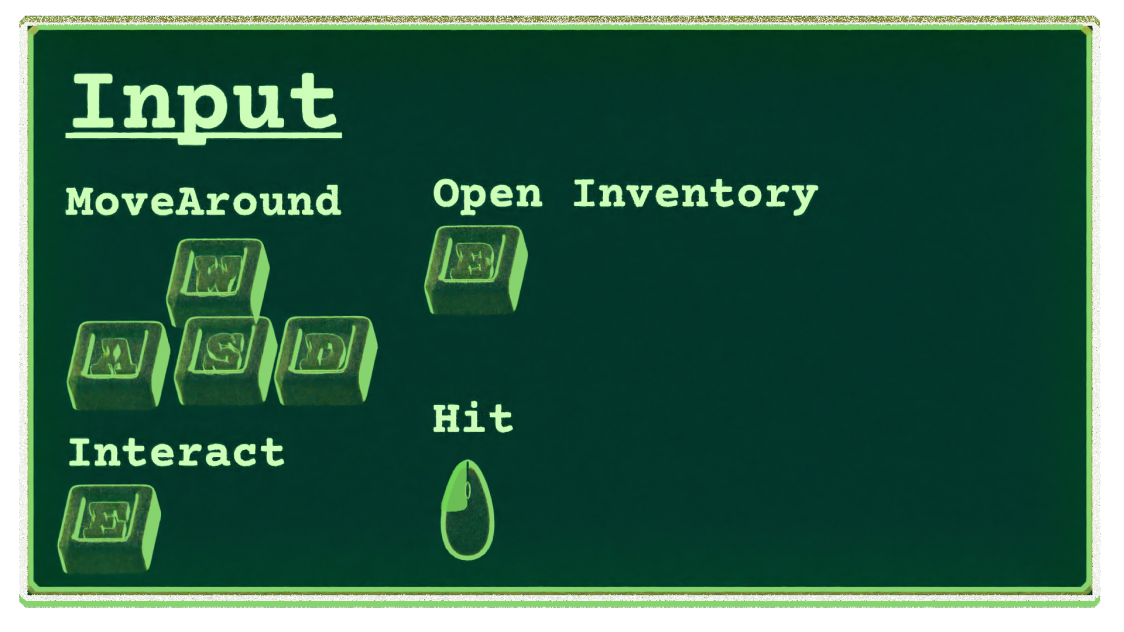 Input
MoveAround
W
A S D
Interact
E
Open Inventory
B
Hit